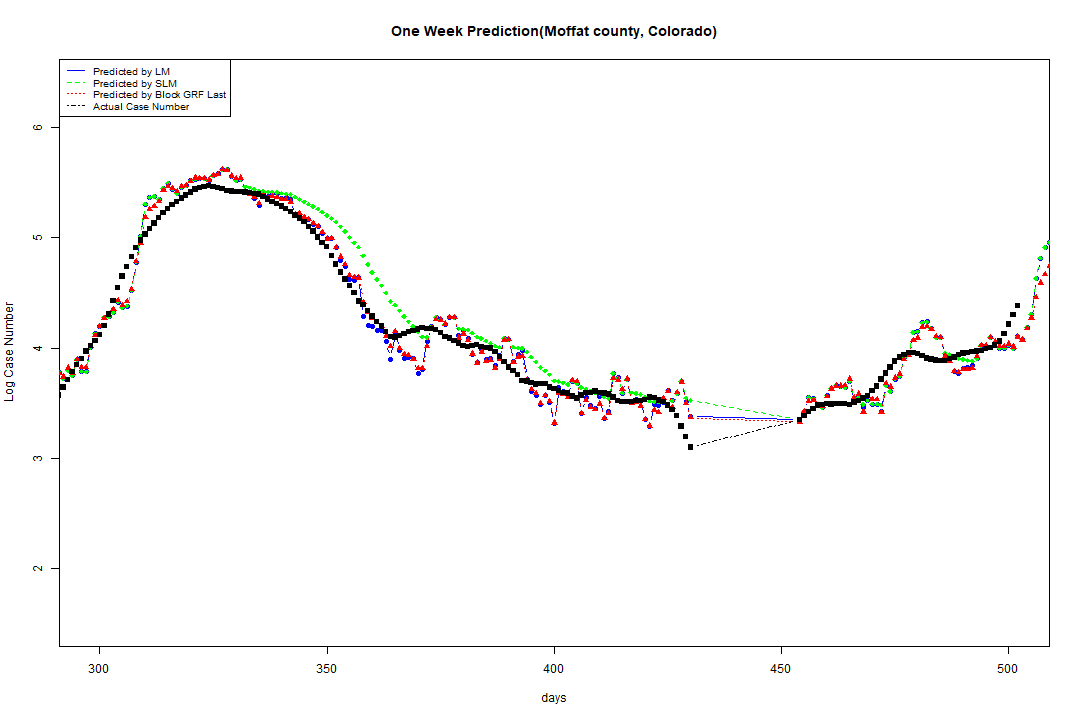 One Week Prediction(Moffat county, Colorado)
Predicted by LM
Predicted by SLM
Predicted by Block GRF Last
Actual Case Number
Log Case Number
6
5
4
3
2
300 350 400 450 500
days